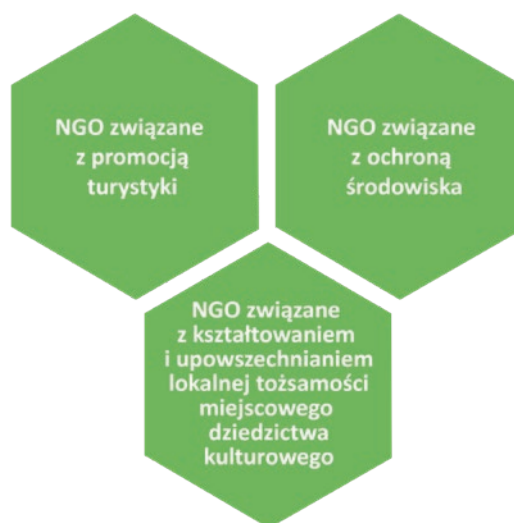 NGO związane
z promocją
turystyki
NGO związane
z ochroną
środowiska
NGO związane
z kształtowaniem
i upowszechnianiem
lokalnej tożsamości
miejscowego
dziedzictwa
kulturowego